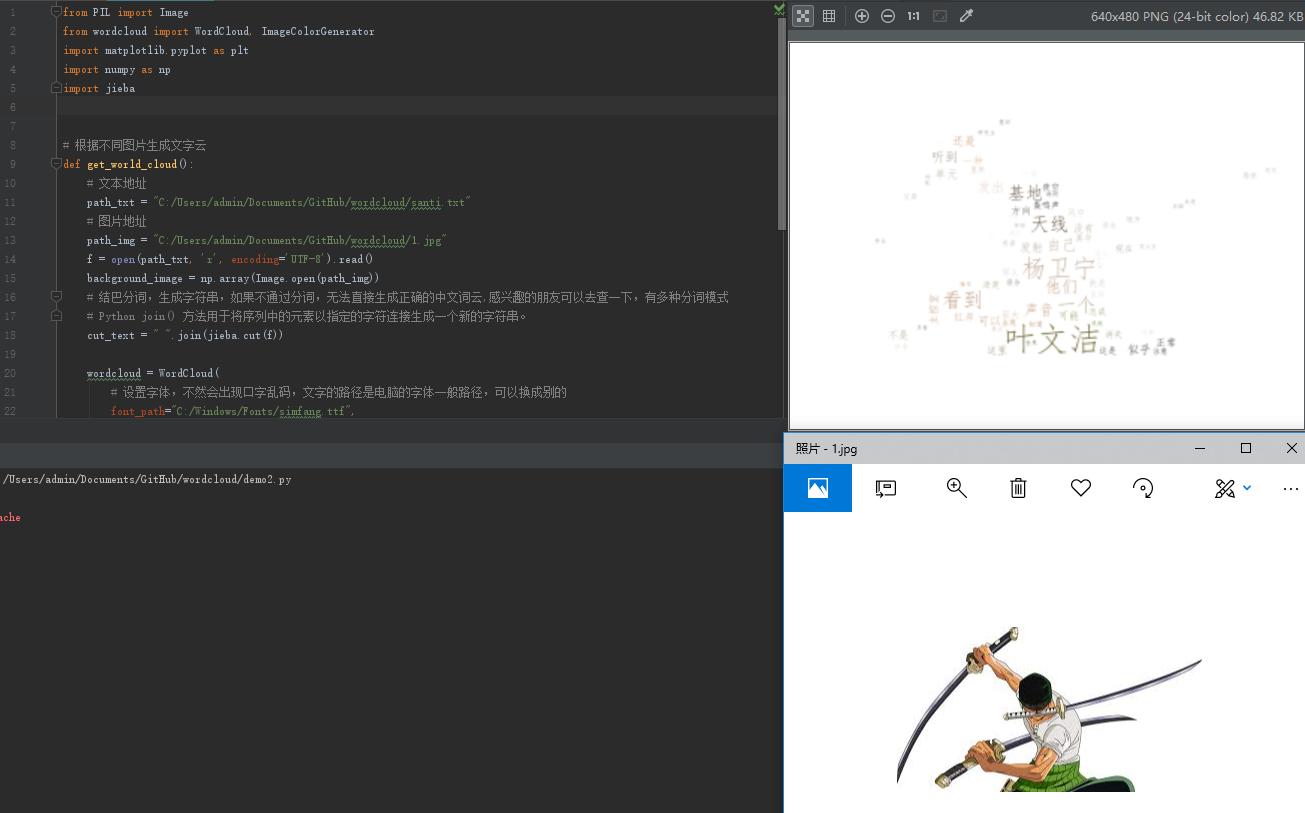 1 from PIL import Image
2 from wordcloud import WordCloud, ImageColorGenerator
3 import matplotlib.pyplot as plt
4 import numpy as np
5 import jieba
6
7
8 # 根据不同图片生成文字云
9 def get_world_cloud():
10 # 文本地址
11 path_txt = "C:/Users/admin/Documents/GitHub/wordcloud/santi.txt"
12 # 图片地址
13 path_img = "C:/Users/admin/Documents/GitHub/wordcloud/1.jpg"
14 f = open(path_txt, 'r', encoding='UTF-8').read()
15 background_image = np.array(Image.open(path_img))
16 # 结巴分词，生成字符串，如果不通过分词，无法直接生成正确的中文词云,感兴趣的朋友可以去查一下，有多种分词模式
17 # Python join() 方法用于将序列中的元素以指定的字符连接生成一个新的字符串。
18 cut_text = " ".join(jieba.cut(f))
19
20 wordcloud = WordCloud(
21 # 设置字体，不然会出现口字乱码，文字的路径是电脑的字体一般路径，可以换成别的
22 font_path="C:/Windows/Fonts/simfang.ttf",
/Users/admin/Documents/GitHub/wordcloud/demo2.py
ache
1:1
640x480 PNG (24-bit color) 46.82 KB
还是
听到
一种
单元
发出
基地
方向
天线
没有
发射
自己
现在
杨卫宁
他们
看到
一个
声音
可能
可以
不是
叶文洁
这里
这是
似乎
正常
照片 - 1.jpg